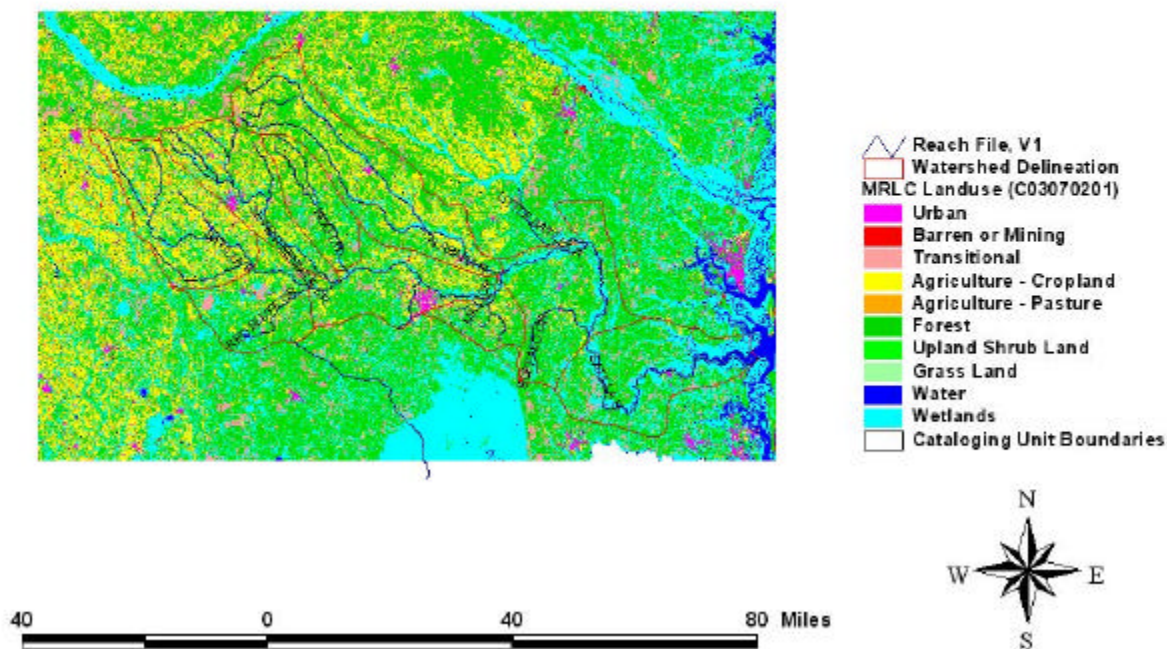 Reach File, V1
Watershed Delineation
MRLC Landuse (C03070201)
Urban
Barren or Mining
Transitional
Agriculture - Cropland
Agriculture - Pasture
Forest
Upland Shrub Land
Grass Land
Water
Wetlands
Cataloging Unit Boundaries
N
W E
S
40 0 40 80 Miles